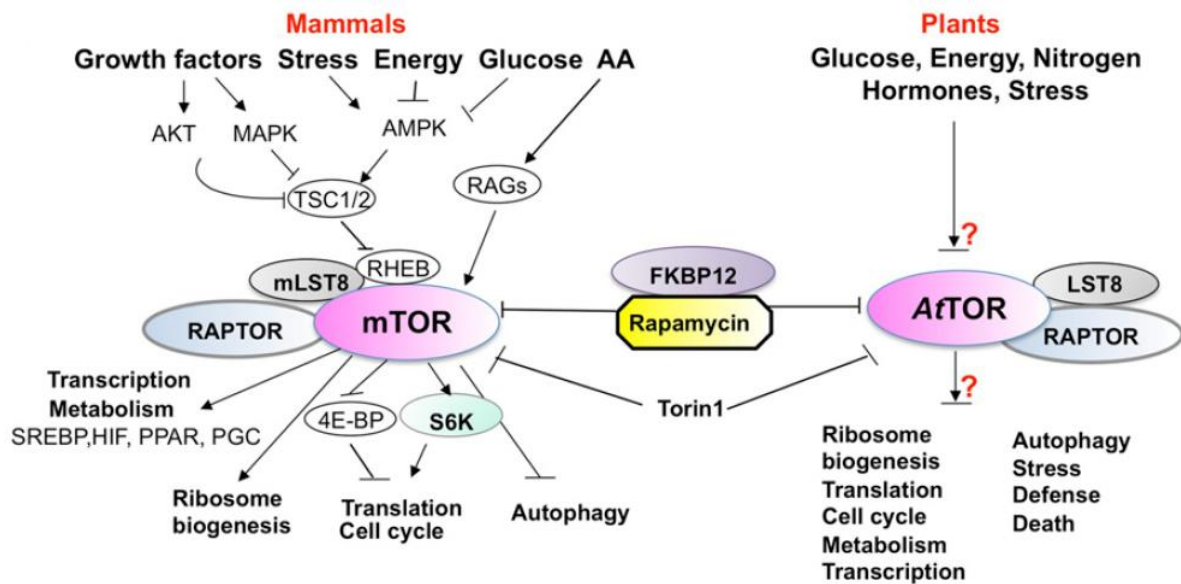 Mammals
Growth factors Stress Energy Glucose AA
AKT MAPK AMPK
TSC1/2 RAGs
RHEB
mLST8
RAPTOR
mTOR
Transcription
Metabolism
SREBP,HIF, PPAR, PGC
4E-BP S6K
Ribosome
biogenesis
Translation
Cell cycle
Autophagy
FKBP12
Rapamycin
Torin1
Plants
Glucose, Energy, Nitrogen
Hormones, Stress
?
AtTOR
LST8
RAPTOR
?
Ribosome
biogenesis
Translation
Cell cycle
Metabolism
Transcription
Autophagy
Stress
Defense
Death